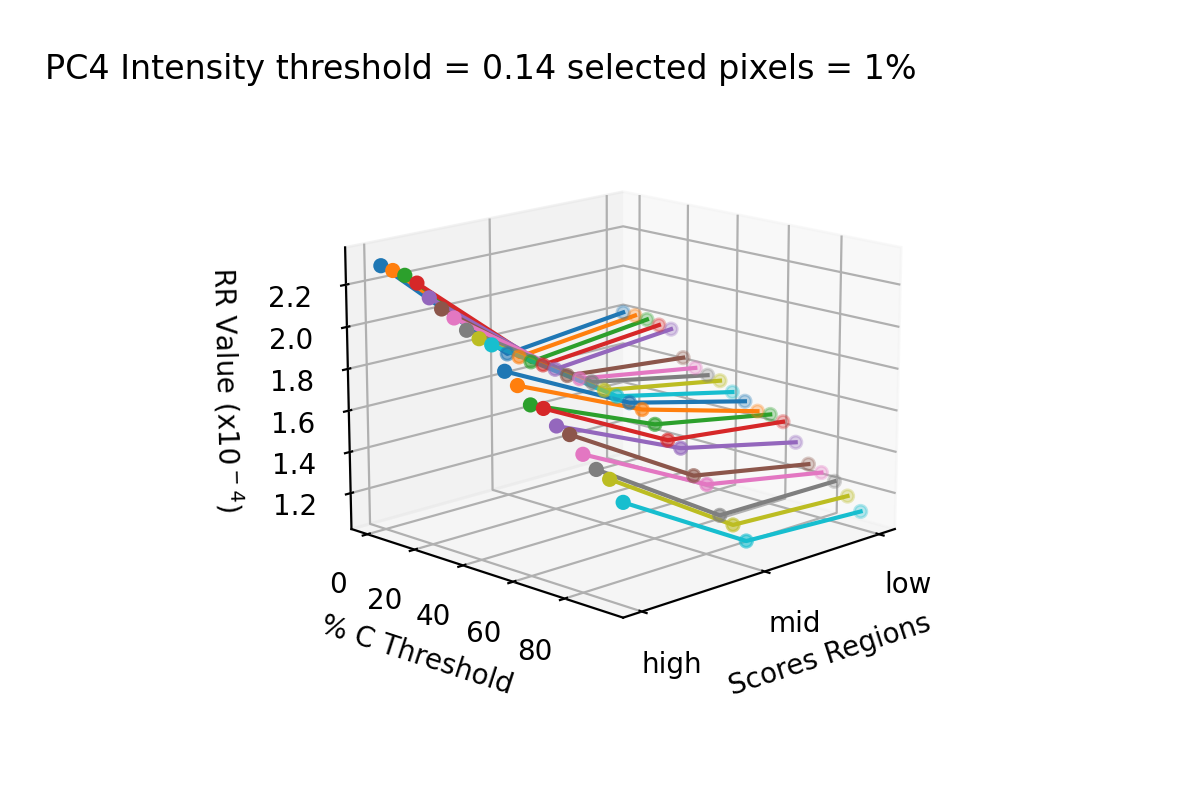 PC4 Intensity threshold = 0.14 selected pixels = 1%
RR Value (x10⁻⁴)
2.2
2.0
1.8
1.6
1.4
1.2
0
20
40
60
80
% C Threshold
high
mid
low
Scores Regions